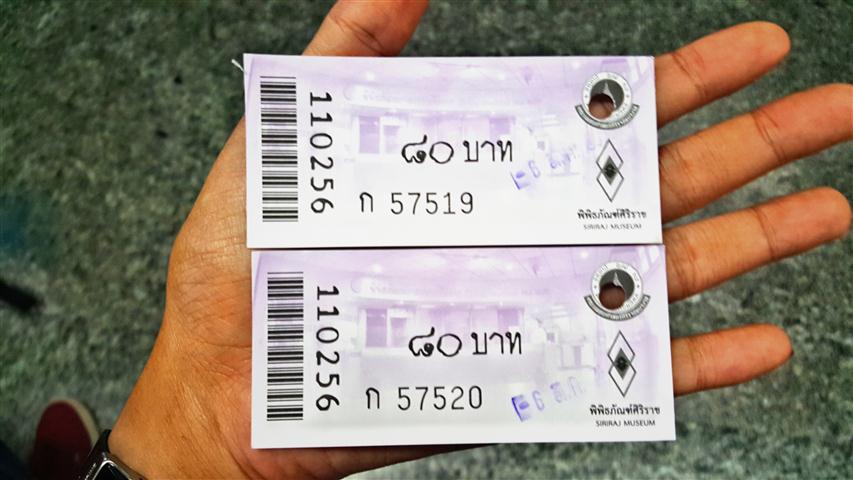 110256
๘๐ บาท
ก 57519
พิพิธภัณฑ์ศิริราช
SIRIRAJ MUSEUM
110256
๘๐ บาท
ก 57520
พิพิธภัณฑ์ศิริราช
SIRIRAJ MUSEUM